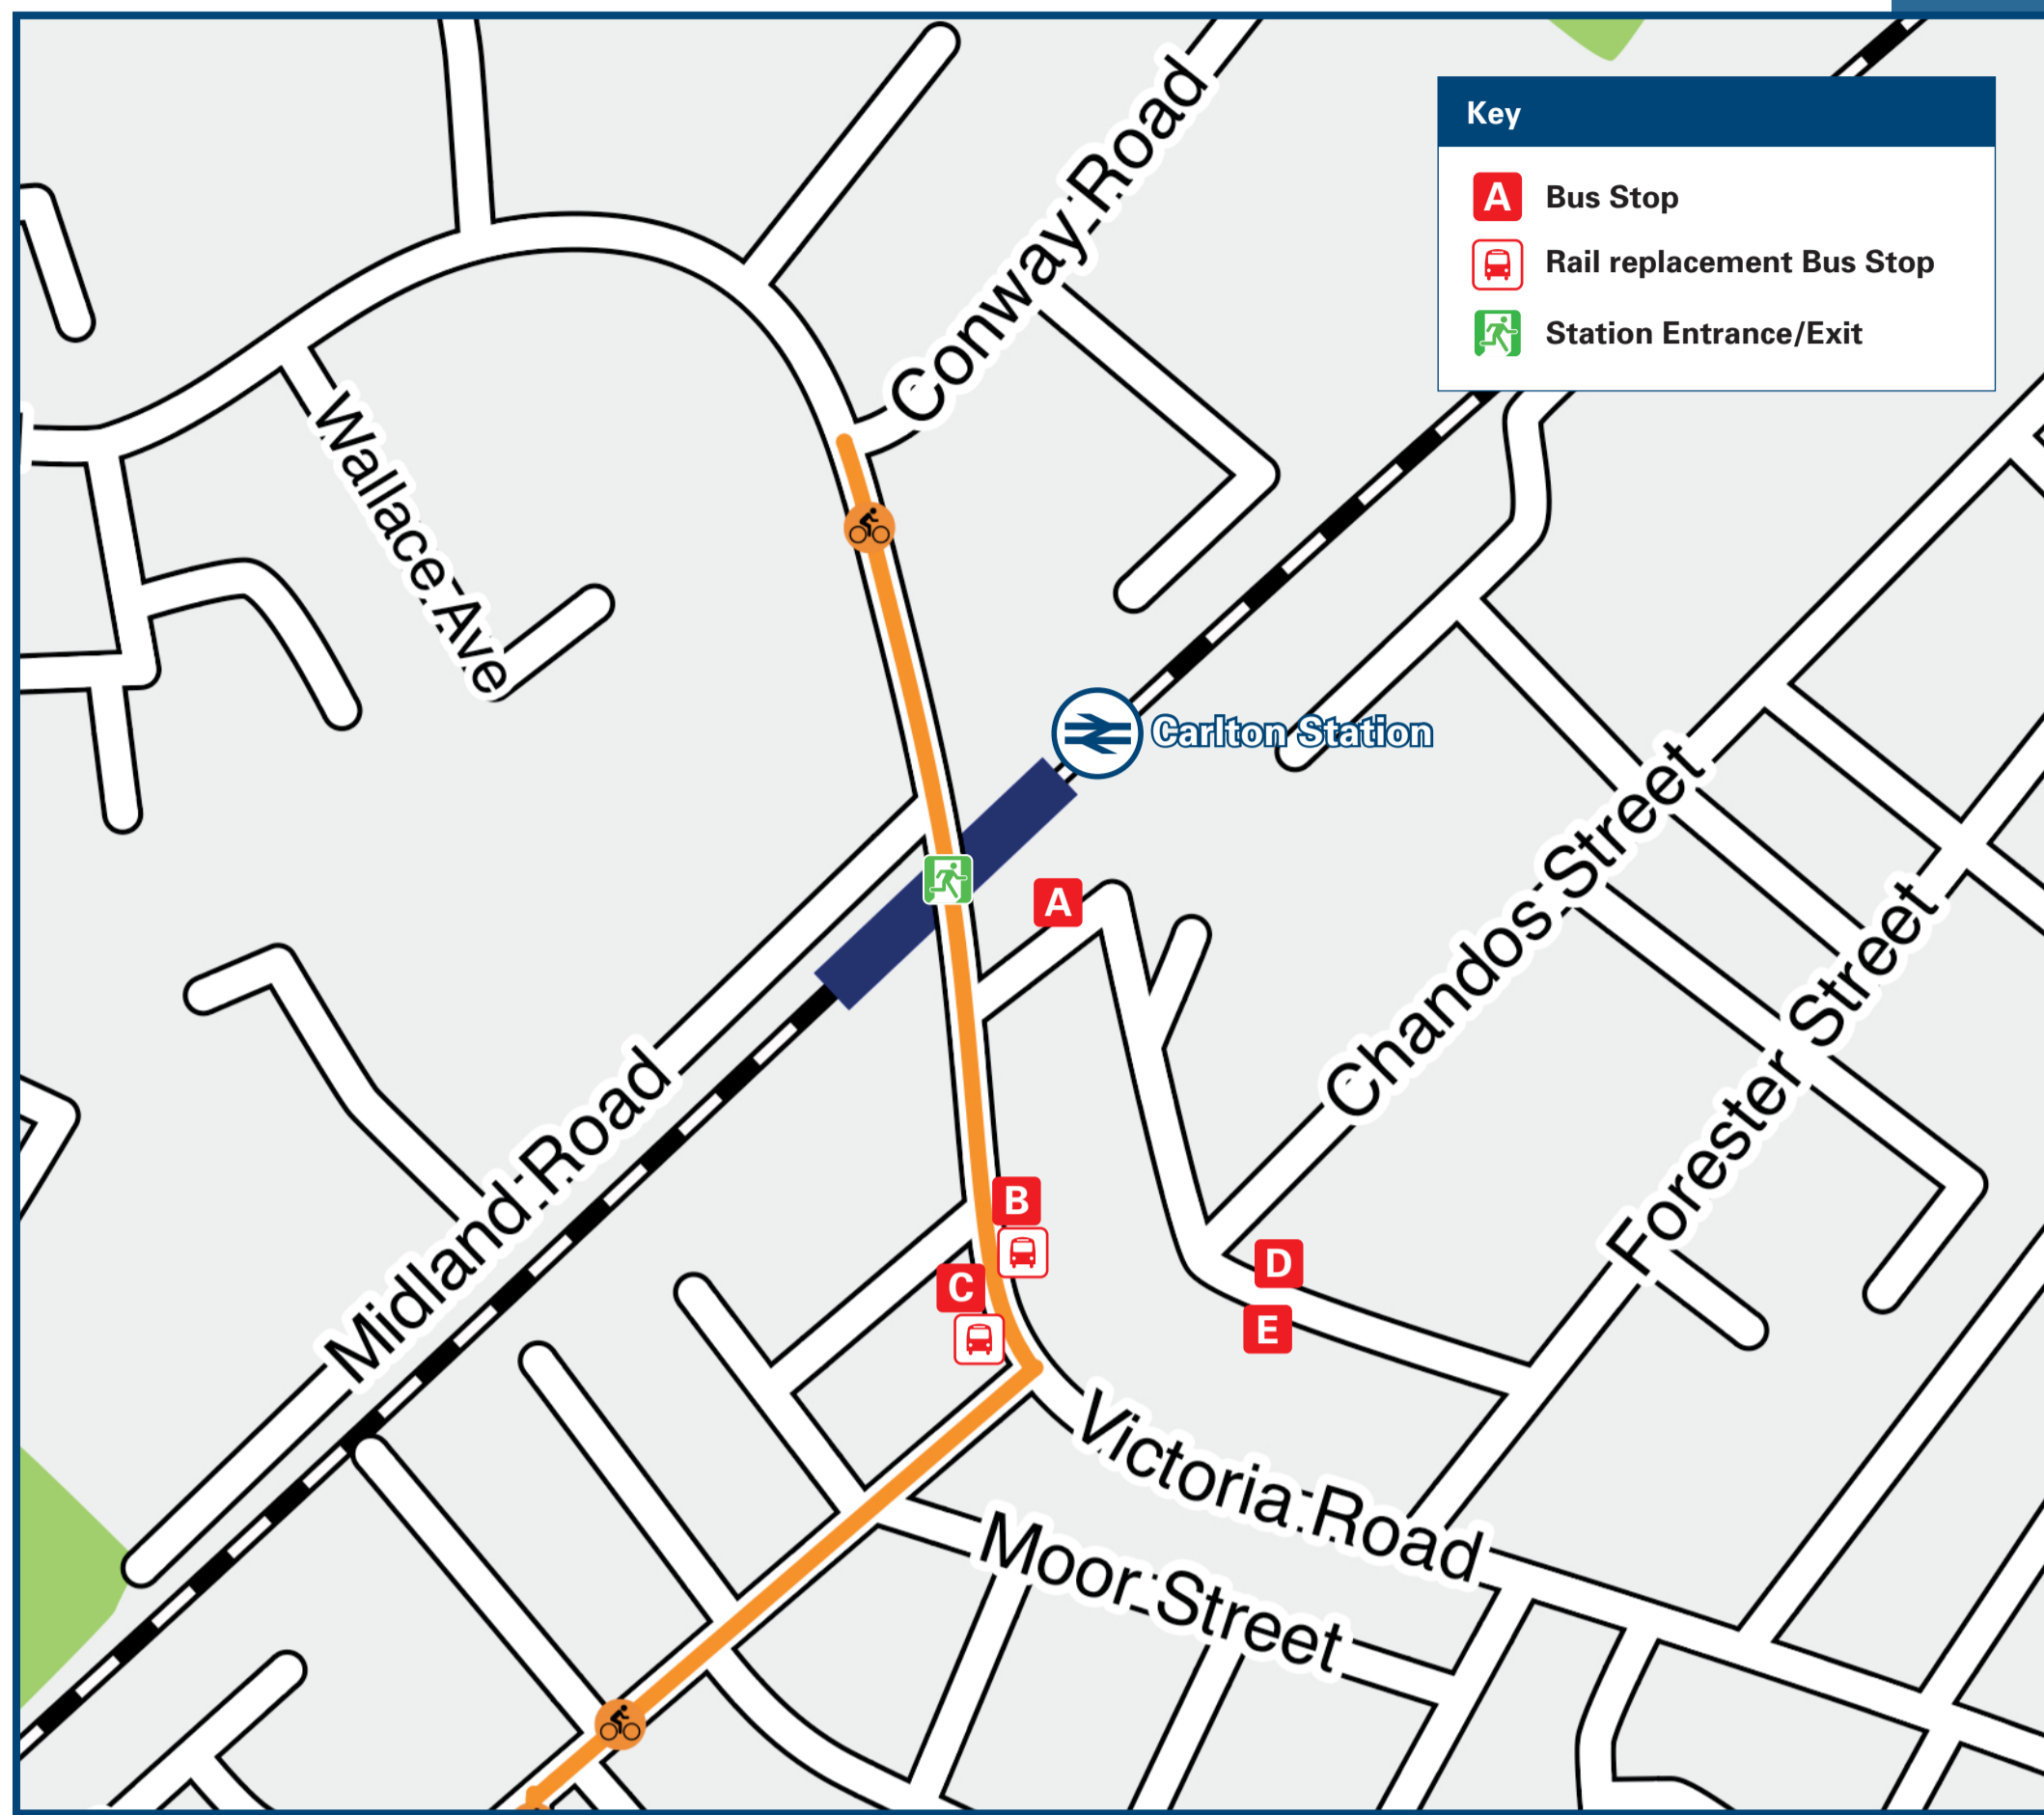 Key
A Bus Stop
Rail replacement Bus Stop
Station Entrance/Exit
Conway Road
Wallace Ave
Carlton Station
A
Chandos Street
Forester Street
Midland Road
B
C
D
E
Victoria Road
Moor Street